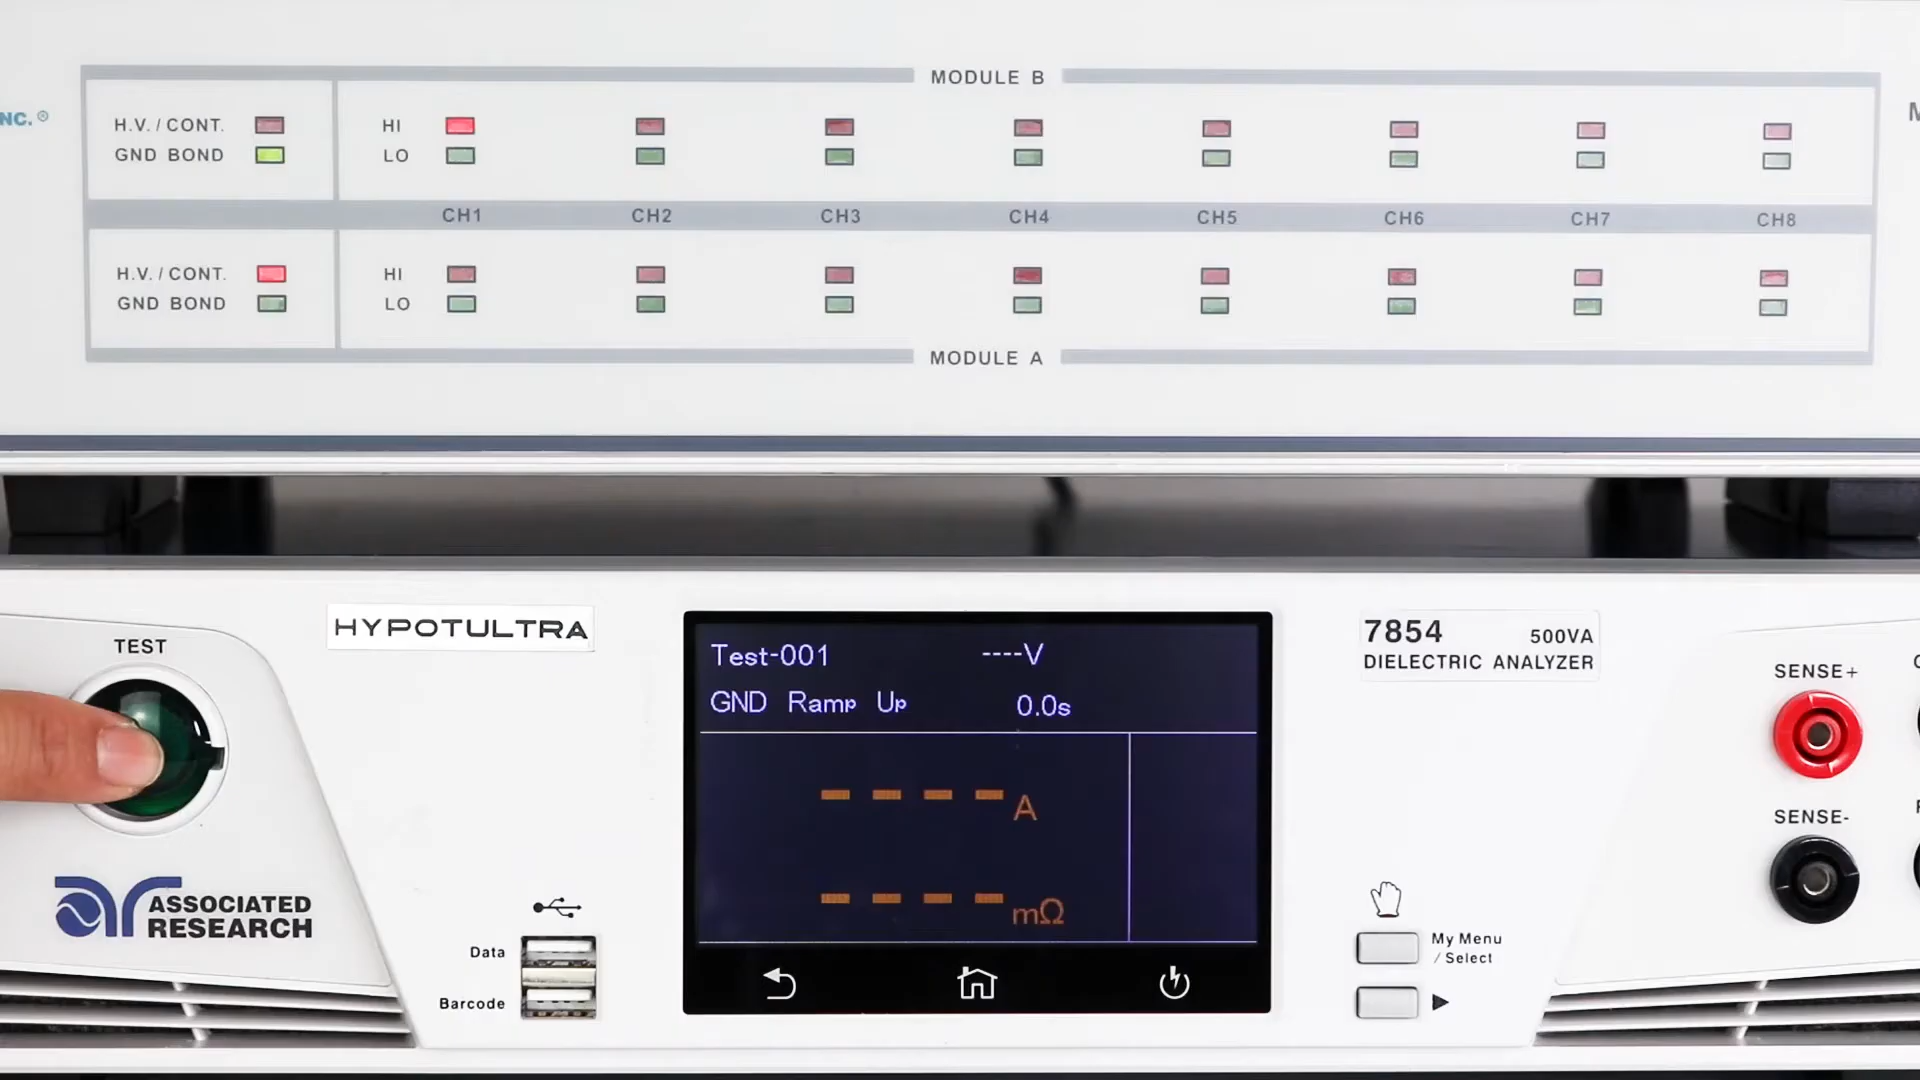 MODULE B
NC.®
H.V. / CONT.
GND BOND
HI
LO
CH1 CH2 CH3 CH4 CH5 CH6 CH7 CH8
H.V. / CONT.
GND BOND
HI
LO
MODULE A
HYPOTULTRA
TEST
ASSOCIATED
RESEARCH
Data
Barcode
Test-001 ----V
GND Ramp Up 0.0s
---- A
---- mΩ
7854 500VA
DIELECTRIC ANALYZER
My Menu
/ Select
SENSE+
SENSE-